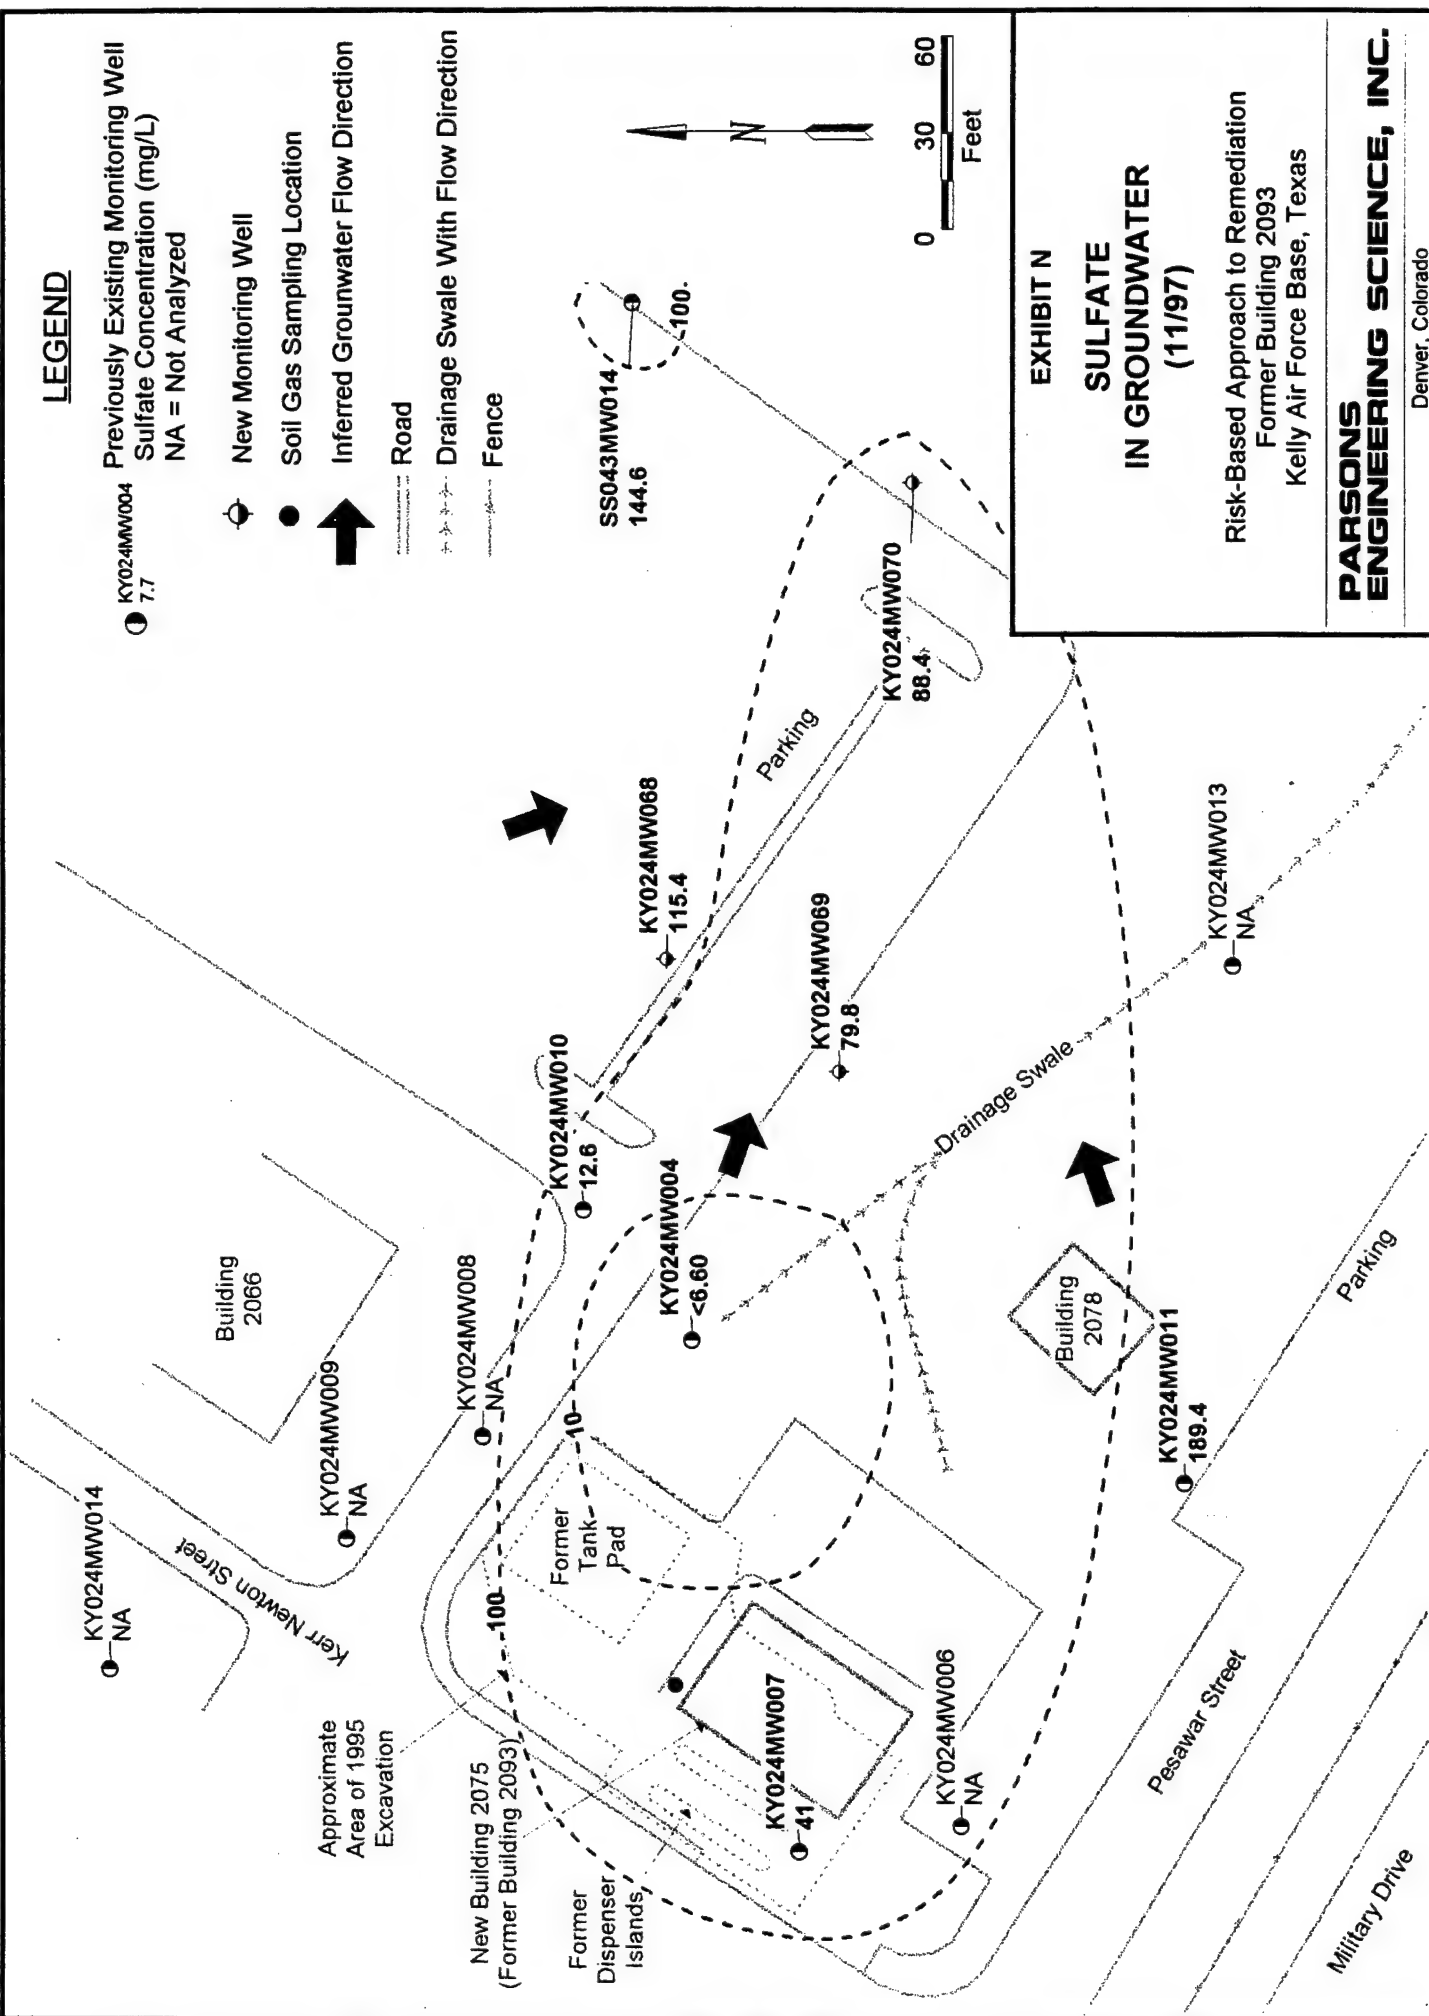 LEGEND
KY024MW004
7.7
Previously Existing Monitoring Well
Sulfate Concentration (mg/L)
NA = Not Analyzed
New Monitoring Well
Soil Gas Sampling Location
Inferred Grounwater Flow Direction
Road
Drainage Swale With Flow Direction
Fence
N
0 30 60
Feet
KY024MW014
NA
Kerr Newton Street
KY024MW009
NA
Building
2066
KY024MW008
NA
Approximate
Area of 1995
Excavation
New Building 2075
(Former Building 2093)
Former
Dispenser
Islands
100
Former
Tank
Pad
10
KY024MW010
12.6
KY024MW004
<6.60
KY024MW068
115.4
SS043MW014
144.6
100
Parking
KY024MW070
88.4
KY024MW069
79.8
KY024MW007
41
KY024MW006
NA
Drainage Swale
Building
2078
KY024MW011
189.4
KY024MW013
NA
Parking
Pesawar Street
Military Drive
EXHIBIT N
SULFATE
IN GROUNDWATER
(11/97)
Risk-Based Approach to Remediation
Former Building 2093
Kelly Air Force Base, Texas
PARSONS
ENGINEERING SCIENCE, INC.
Denver, Colorado